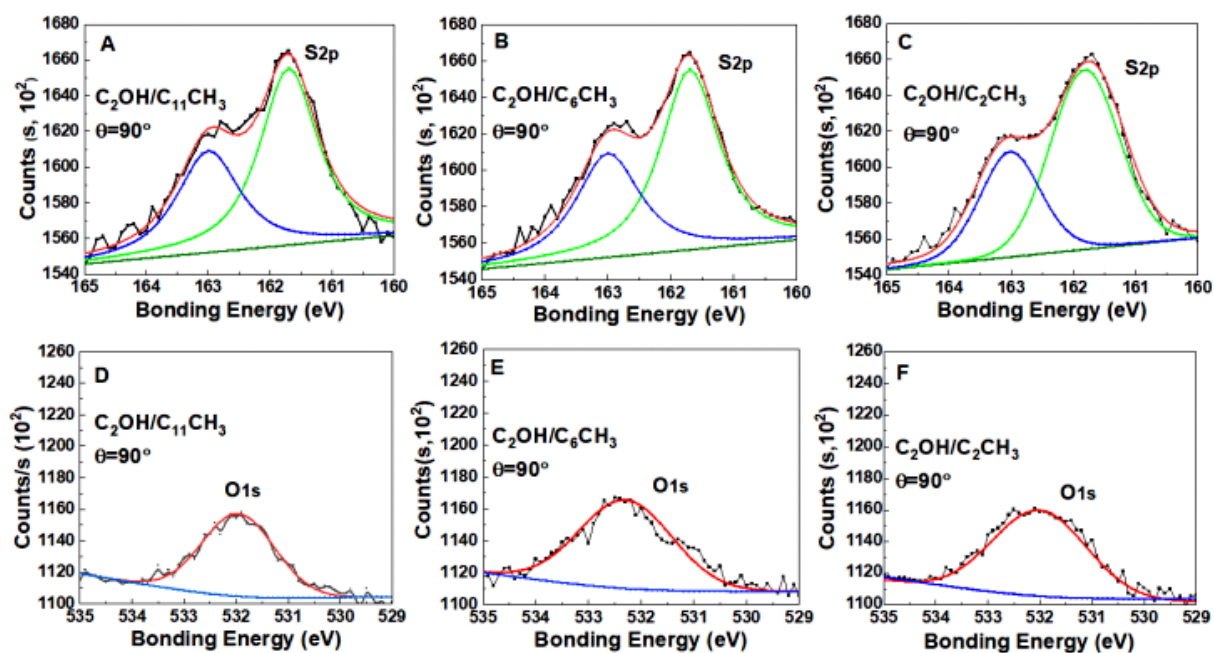 A
S2p
C₂OH/C₁₁CH₃
θ=90°
Counts (s, 10²)
1680
1660
1640
1620
1600
1580
1560
1540
165 164 163 162 161 160
Bonding Energy (eV)
B
S2p
C₂OH/C₆CH₃
θ=90°
Counts (s, 10²)
1680
1660
1640
1620
1600
1580
1560
1540
165 164 163 162 161 160
Bonding Energy (eV)
C
S2p
C₂OH/C₂CH₃
θ=90°
Counts(s, 10²)
1680
1660
1640
1620
1600
1580
1560
1540
165 164 163 162 161 160
Bonding Energy (eV)
D
C₂OH/C₁₁CH₃
θ=90°
O1s
Counts/s (10²)
1260
1240
1220
1200
1180
1160
1140
1120
1100
535 534 533 532 531 530 529
Bonding Energy (eV)
E
C₂OH/C₆CH₃
θ=90°
O1s
Counts(s,10²)
1260
1240
1220
1200
1180
1160
1140
1120
1100
535 534 533 532 531 530 529
Bonding Energy (eV)
F
C₂OH/C₂CH₃
θ=90°
O1s
Counts (s,10²)
1260
1240
1220
1200
1180
1160
1140
1120
1100
535 534 533 532 531 530 529
Bonding Energy (eV)